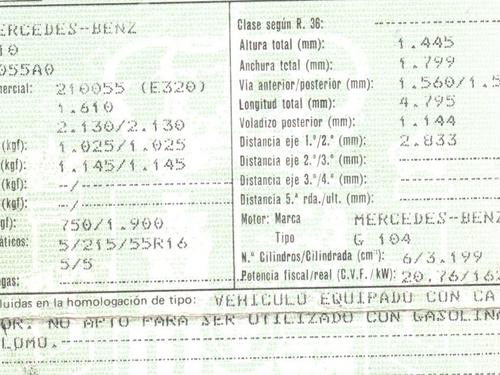 ERCEDES-BENZ
10
055A0
ercial: 210055 (E320)
1.610
2.130/2.130
(kgf): 1.025/1.025
(kgf): 1.145/1.145
(kgf): --/--------------
(kgf): --/--------------
gf): 750/1.900
áticos: 5/215/55R16
5/5
egas: --------------
Clase según R. 36: --------------
Altura total (mm): 1.445
Anchura total (mm): 1.799
Vía anterior/posterior (mm): 1.560/1.5
Longitud total (mm): 4.795
Voladizo posterior (mm): 1.144
Distancia eje 1.º/2.º (mm): 2.833
Distancia eje 2.º/3.º (mm): --------------
Distancia eje 3.º/4.º (mm): --------------
Distancia 5.ª rda./ult. (mm): --------------
Motor: Marca MERCEDES-BENZ
Tipo G 104
N.º Cilindros/Cilindrada (cm³) 6/3.199
Potencia fiscal/real (C.V.F./kW): 20,76/162
luidas en la homologación de tipo: VEHICULO EQUIPADO CON CA
OR. NO APTO PARA SER UTILIZADO CON GASOLINA
LOMO.--------------